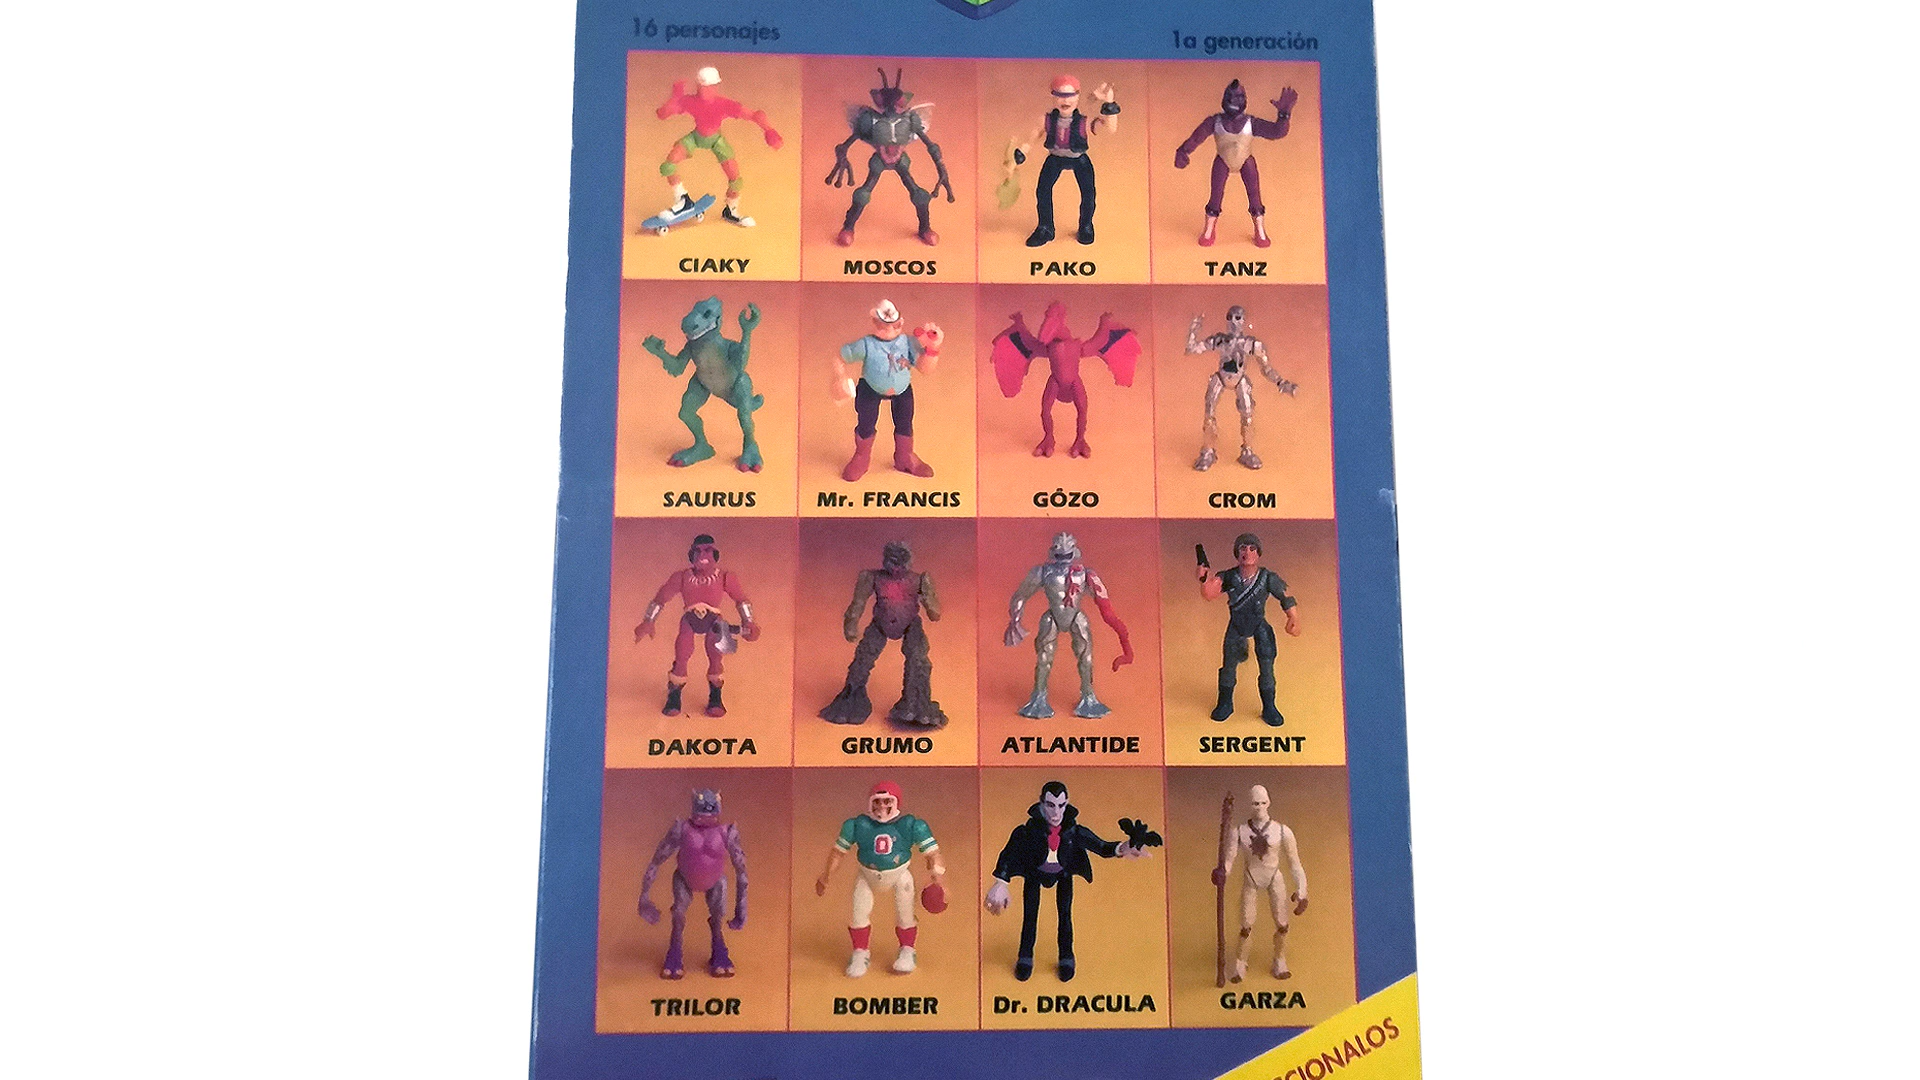 16 personajes
1a generación
CIAKY
MOSCOS
PAKO
TANZ
SAURUS
Mr. FRANCIS
GÔZO
CROM
DAKOTA
GRUMO
ATLANTIDE
SERGENT
TRILOR
BOMBER
Dr. DRACULA
GARZA
CIONALOS